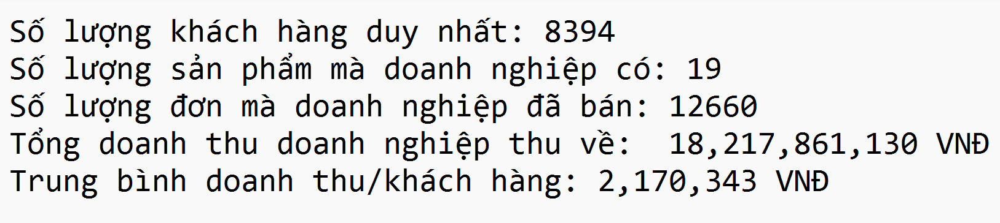 Số lượng khách hàng duy nhất: 8394
Số lượng sản phẩm mà doanh nghiệp có: 19
Số lượng đơn mà doanh nghiệp đã bán: 12660
Tổng doanh thu doanh nghiệp thu về:  18,217,861,130 VNĐ
Trung bình doanh thu/khách hàng: 2,170,343 VNĐ